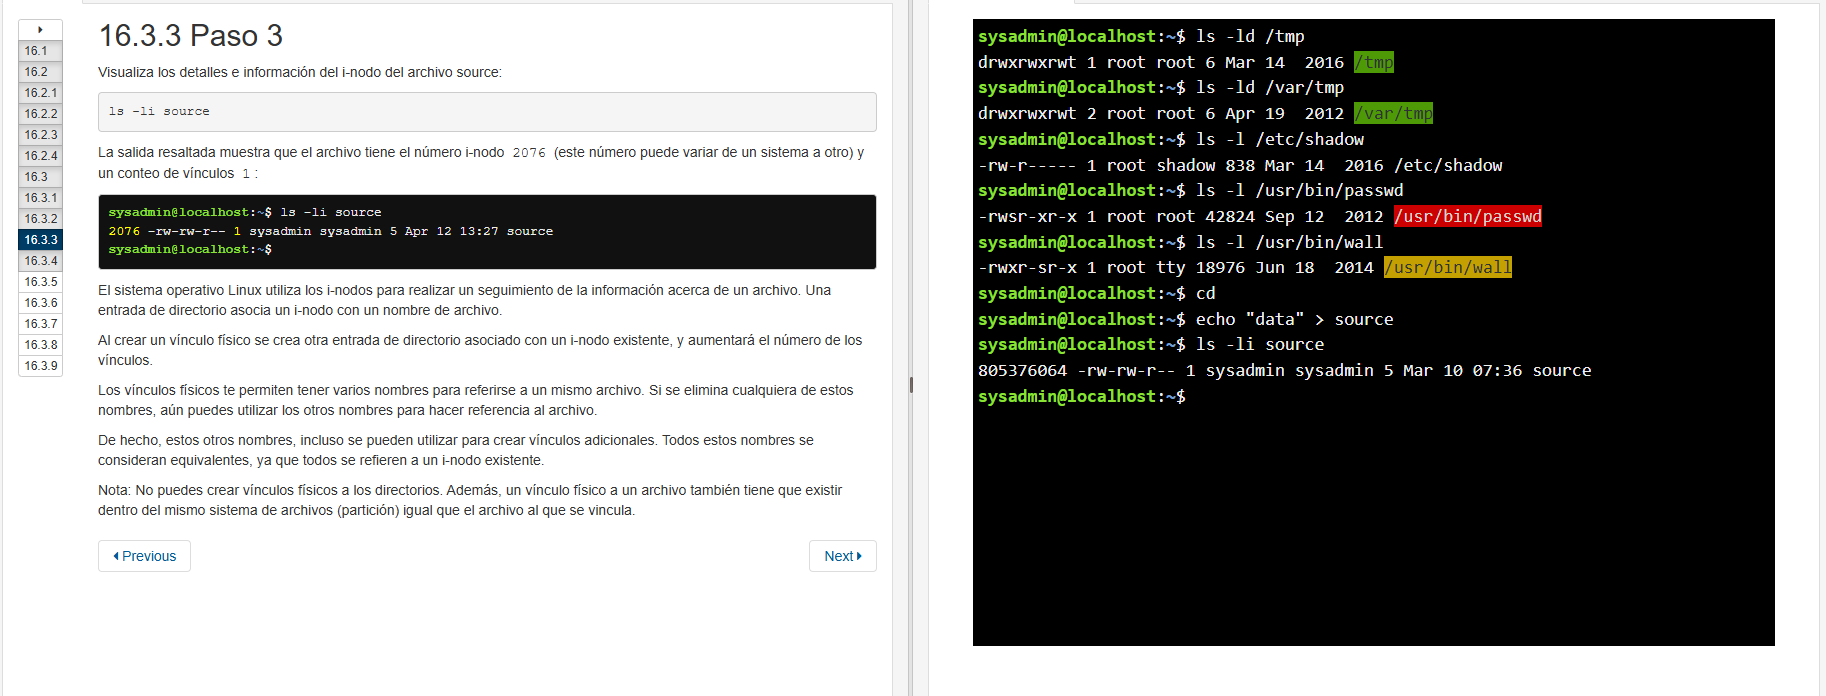 16.1
16.2
16.2.1
16.2.2
16.2.3
16.2.4
16.3
16.3.1
16.3.2
16.3.3
16.3.4
16.3.5
16.3.6
16.3.7
16.3.8
16.3.9
16.3.3 Paso 3
Visualiza los detalles e información del i-nodo del archivo source:
ls -li source
La salida resaltada muestra que el archivo tiene el número i-nodo 2076 (este número puede variar de un sistema a otro) y
un conteo de vínculos 1 :
sysadmin@localhost:~$ ls -li source
2076 -rw-rw-r-- 1 sysadmin sysadmin 5 Apr 12 13:27 source
sysadmin@localhost:~$
El sistema operativo Linux utiliza los i-nodos para realizar un seguimiento de la información acerca de un archivo. Una
entrada de directorio asocia un i-nodo con un nombre de archivo.
Al crear un vínculo físico se crea otra entrada de directorio asociado con un i-nodo existente, y aumentará el número de los
vínculos.
Los vínculos físicos te permiten tener varios nombres para referirse a un mismo archivo. Si se elimina cualquiera de estos
nombres, aún puedes utilizar los otros nombres para hacer referencia al archivo.
De hecho, estos otros nombres, incluso se pueden utilizar para crear vínculos adicionales. Todos estos nombres se
consideran equivalentes, ya que todos se refieren a un i-nodo existente.
Nota: No puedes crear vínculos físicos a los directorios. Además, un vínculo físico a un archivo también tiene que existir
dentro del mismo sistema de archivos (partición) igual que el archivo al que se vincula.
Previous
Next
sysadmin@localhost:~$ ls -ld /tmp
drwxrwxrwt 1 root root 6 Mar 14  2016 /tmp
sysadmin@localhost:~$ ls -ld /var/tmp
drwxrwxrwt 2 root root 6 Apr 19  2012 /var/tmp
sysadmin@localhost:~$ ls -l /etc/shadow
-rw-r----- 1 root shadow 838 Mar 14  2016 /etc/shadow
sysadmin@localhost:~$ ls -l /usr/bin/passwd
-rwsr-xr-x 1 root root 42824 Sep 12  2012 /usr/bin/passwd
sysadmin@localhost:~$ ls -l /usr/bin/wall
-rwxr-sr-x 1 root tty 18976 Jun 18  2014 /usr/bin/wall
sysadmin@localhost:~$ cd
sysadmin@localhost:~$ echo "data" > source
sysadmin@localhost:~$ ls -li source
805376064 -rw-rw-r-- 1 sysadmin sysadmin 5 Mar 10 07:36 source
sysadmin@localhost:~$